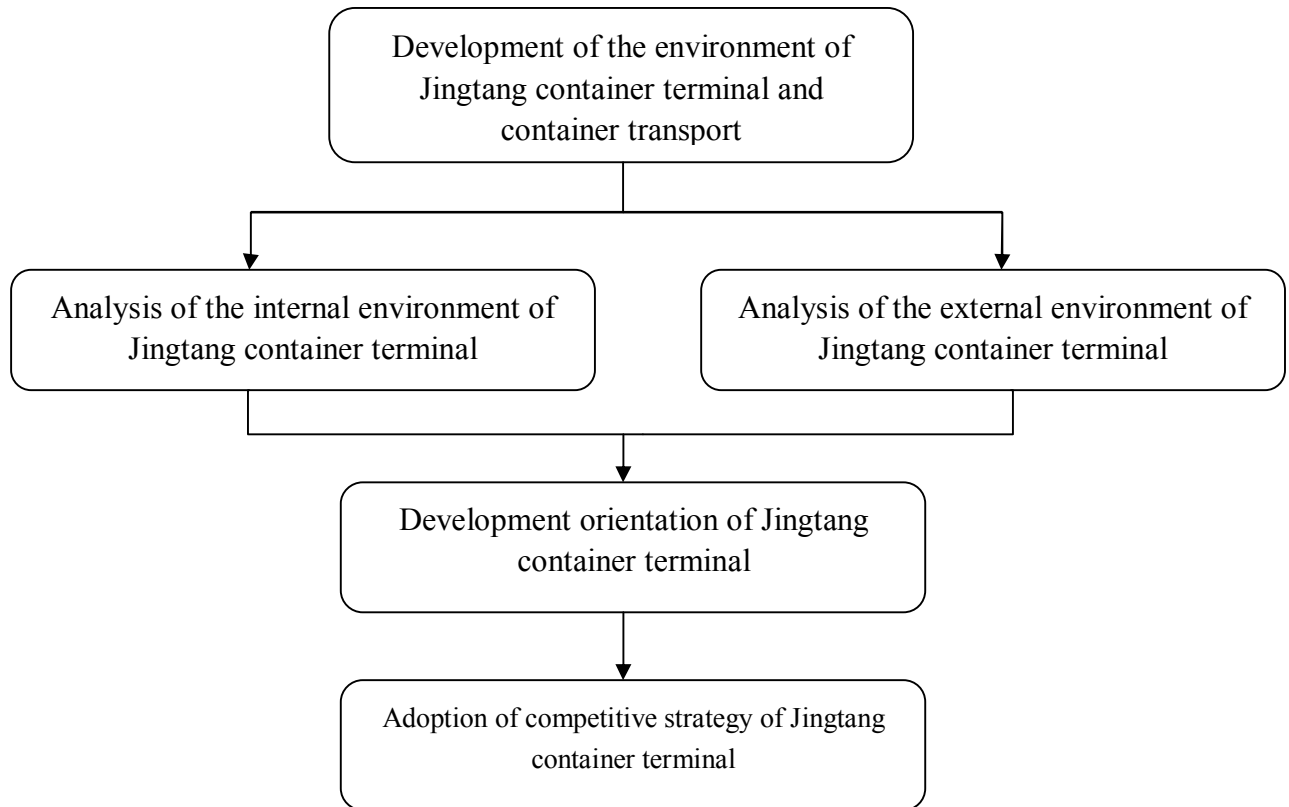 Development of the environment of
Jingtang container terminal and
container transport
Analysis of the internal environment of
Jingtang container terminal
Analysis of the external environment of
Jingtang container terminal
Development orientation of Jingtang
container terminal
Adoption of competitive strategy of Jingtang
container terminal